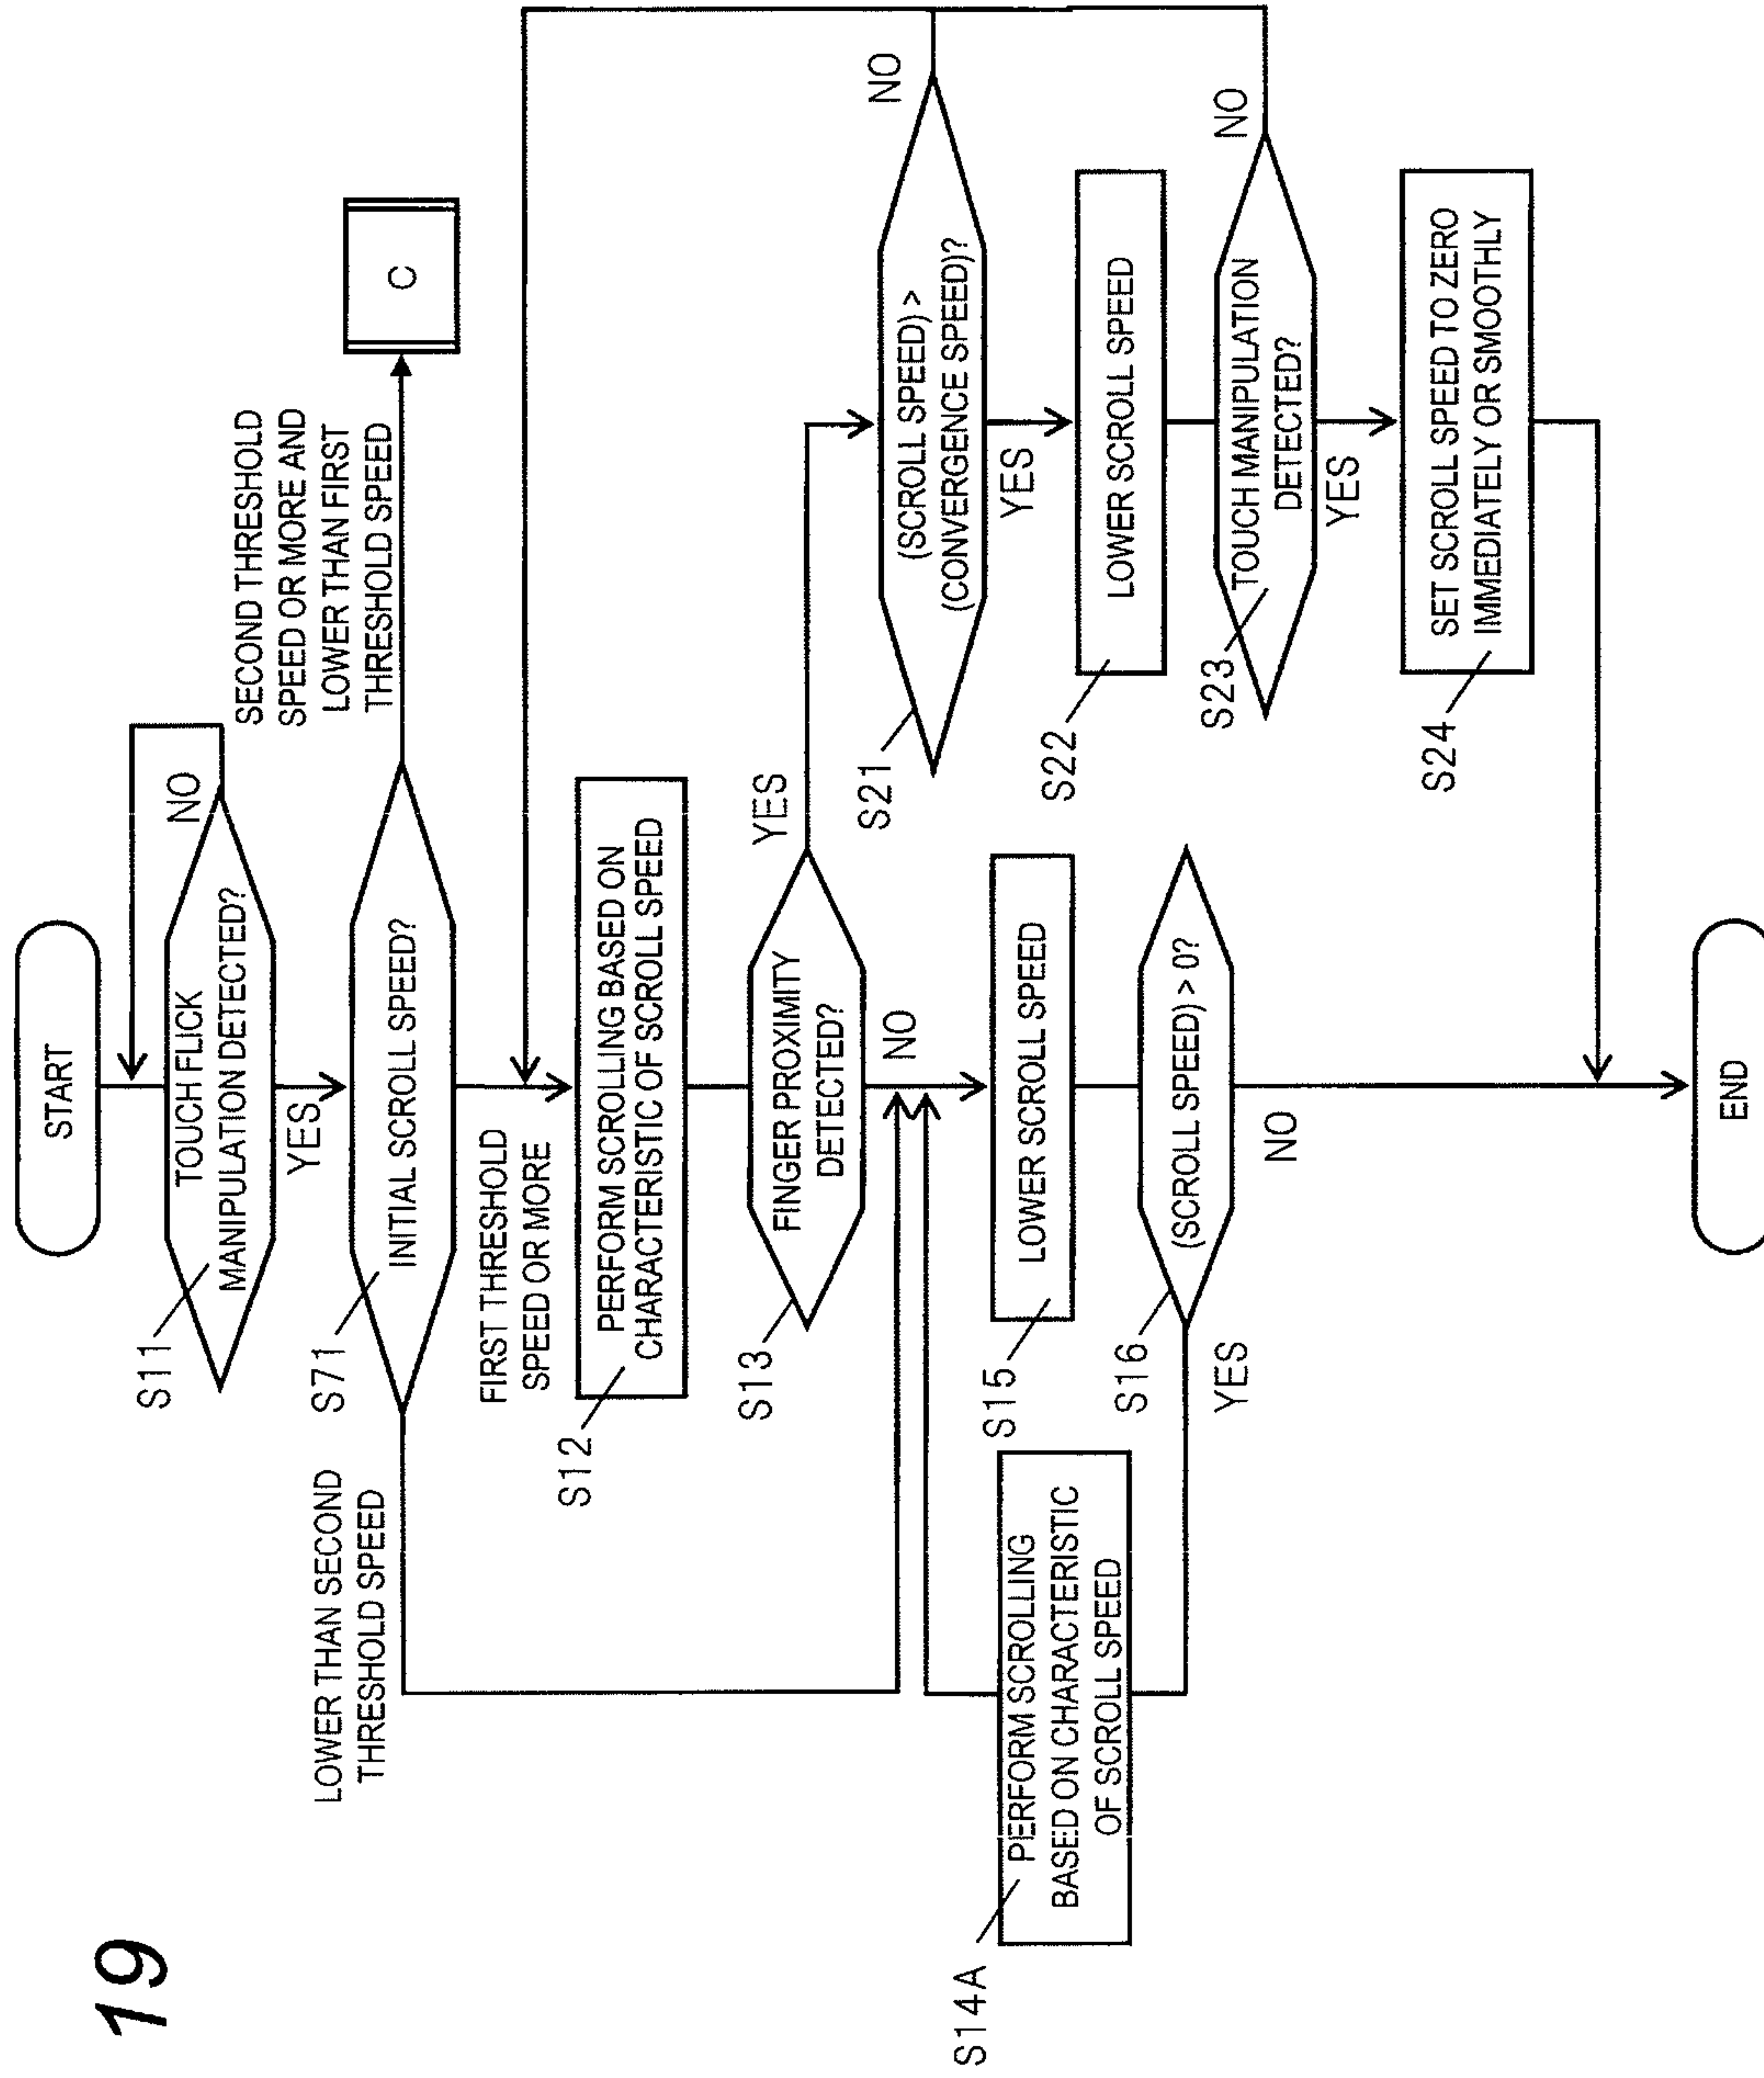 19
START
S11
TOUCH FLICK
MANIPULATION DETECTED?
NO
YES
S71
INITIAL SCROLL SPEED?
LOWER THAN SECOND
THRESHOLD SPEED
FIRST THRESHOLD
SPEED OR MORE
SECOND THRESHOLD
SPEED OR MORE AND
LOWER THAN FIRST
THRESHOLD SPEED
C
S12
PERFORM SCROLLING BASED ON
CHARACTERISTIC OF SCROLL SPEED
S13
FINGER PROXIMITY
DETECTED?
YES
NO
S14A
PERFORM SCROLLING
BASED ON CHARACTERISTIC
OF SCROLL SPEED
S15
LOWER SCROLL SPEED
S16
(SCROLL SPEED) > 0?
YES
NO
S21
(SCROLL SPEED) >
(CONVERGENCE SPEED)?
NO
YES
S22
LOWER SCROLL SPEED
S23
TOUCH MANIPULATION
DETECTED?
NO
YES
S24
SET SCROLL SPEED TO ZERO
IMMEDIATELY OR SMOOTHLY
END